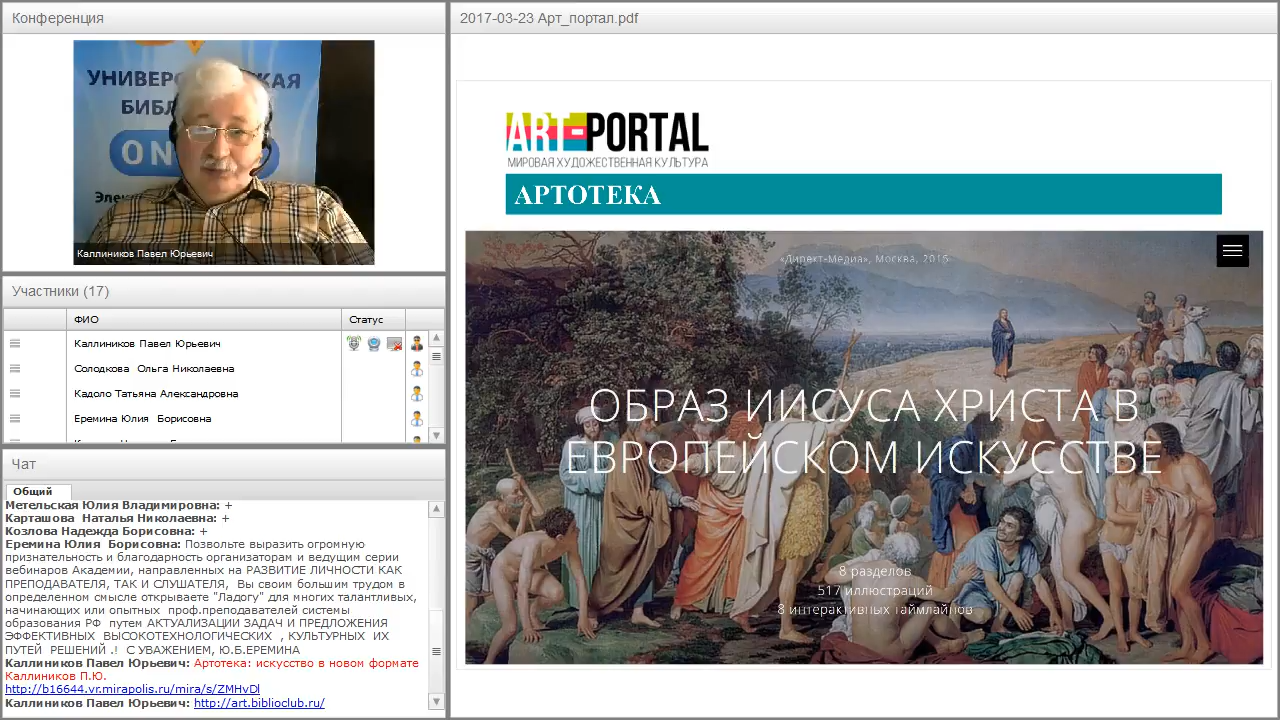 Конференция
УНИВЕР СКАЯ
БИБЛ
ON
Элек
Каллиников Павел Юрьевич
Участники (17)
ФИО Статус
Каллиников Павел Юрьевич
Солодкова Ольга Николаевна
Кадоло Татьяна Александровна
Еремина Юлия Борисовна
Чат
Общий
Метельская Юлия Владимировна: +
Карташова Наталья Николаевна: +
Козлова Надежда Борисовна: +
Еремина Юлия Борисовна: Позвольте выразить огромную
признательность и благодарность организаторам и ведущим серии
вебинаров Академии, направленных на РАЗВИТИЕ ЛИЧНОСТИ КАК
ПРЕПОДАВАТЕЛЯ, ТАК И ПИСАТЕЛЯ, Вы своим большим трудом в
определенном смысле открываете "Ладогу" для многих талантливых,
начинающих или опытных проф.преподавателей системы
образования РФ для АКТУАЛИЗАЦИИ ЗАДАЧ И ПРЕДЛОЖЕНИЯ
ЭФФЕКТИВНЫХ ВЫСОКОТЕХНОЛОГИЧЕСКИХ , КУЛЬТУРНЫХ ИХ
ПУТЕЙ РЕШЕНИЙ .! С УВАЖЕНИЕМ, Ю.Б.ЕРЕМИНА
Каллиников Павел Юрьевич: Артотека: искусство в новом формате
Каллиников П.Ю.
http://b16644.vr.mirapolis.ru/mira/s/ZMHvDl
Каллиников Павел Юрьевич: http://art.biblioclub.ru/
2017-03-23 Арт_портал.pdf
ART-PORTAL
МИРОВАЯ ХУДОЖЕСТВЕННАЯ КУЛЬТУРА
АРТОТЕКА
«Директ-Медиа», Москва, 2015
ОБРАЗ ИИСУСА ХРИСТА В
ЕВРОПЕЙСКОМ ИСКУССТВЕ
8 разделов
517 иллюстраций
8 интерактивных таймлайнов